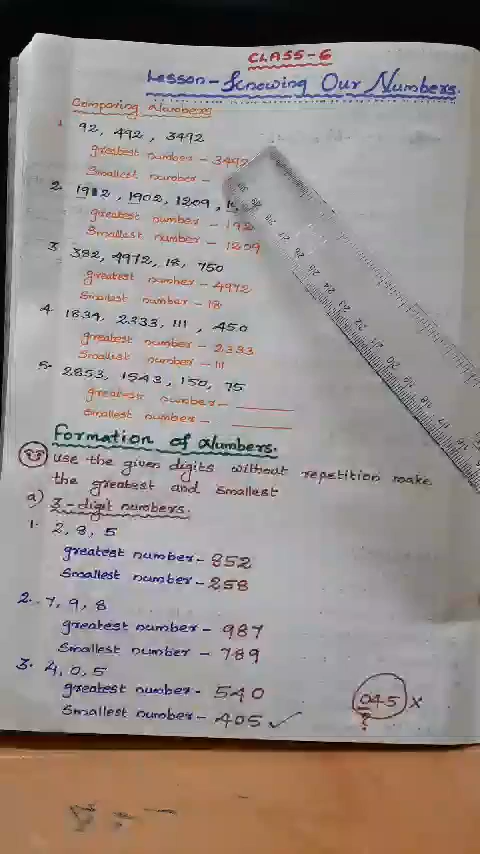 CLASS-6
Lesson - Knowing Our Numbers.
Comparing Numbers
1. 92, 492, 3492
greatest number - 3492
Smallest number -
2. 1912, 1902, 1209,
greatest number - 192
Smallest number - 1209
3. 382, 4972, 18, 750
greatest number - 4972
Smallest number - 18
4. 1834, 2333, 111, 450
greatest number - 2333
Smallest number - 111
5. 2853, 1543, 150, 75
greatest number - ______
Smallest number - ______
Formation of Numbers.
use the given digits without repetition make
the greatest and smallest
a) 3-digit numbers.
1. 2, 8, 5
greatest number - 852
Smallest number - 258
2. 7, 9, 8
greatest number - 987
Smallest number - 789
3. 4, 0, 5
greatest number - 540
Smallest number - 405 ✓
045 x
?